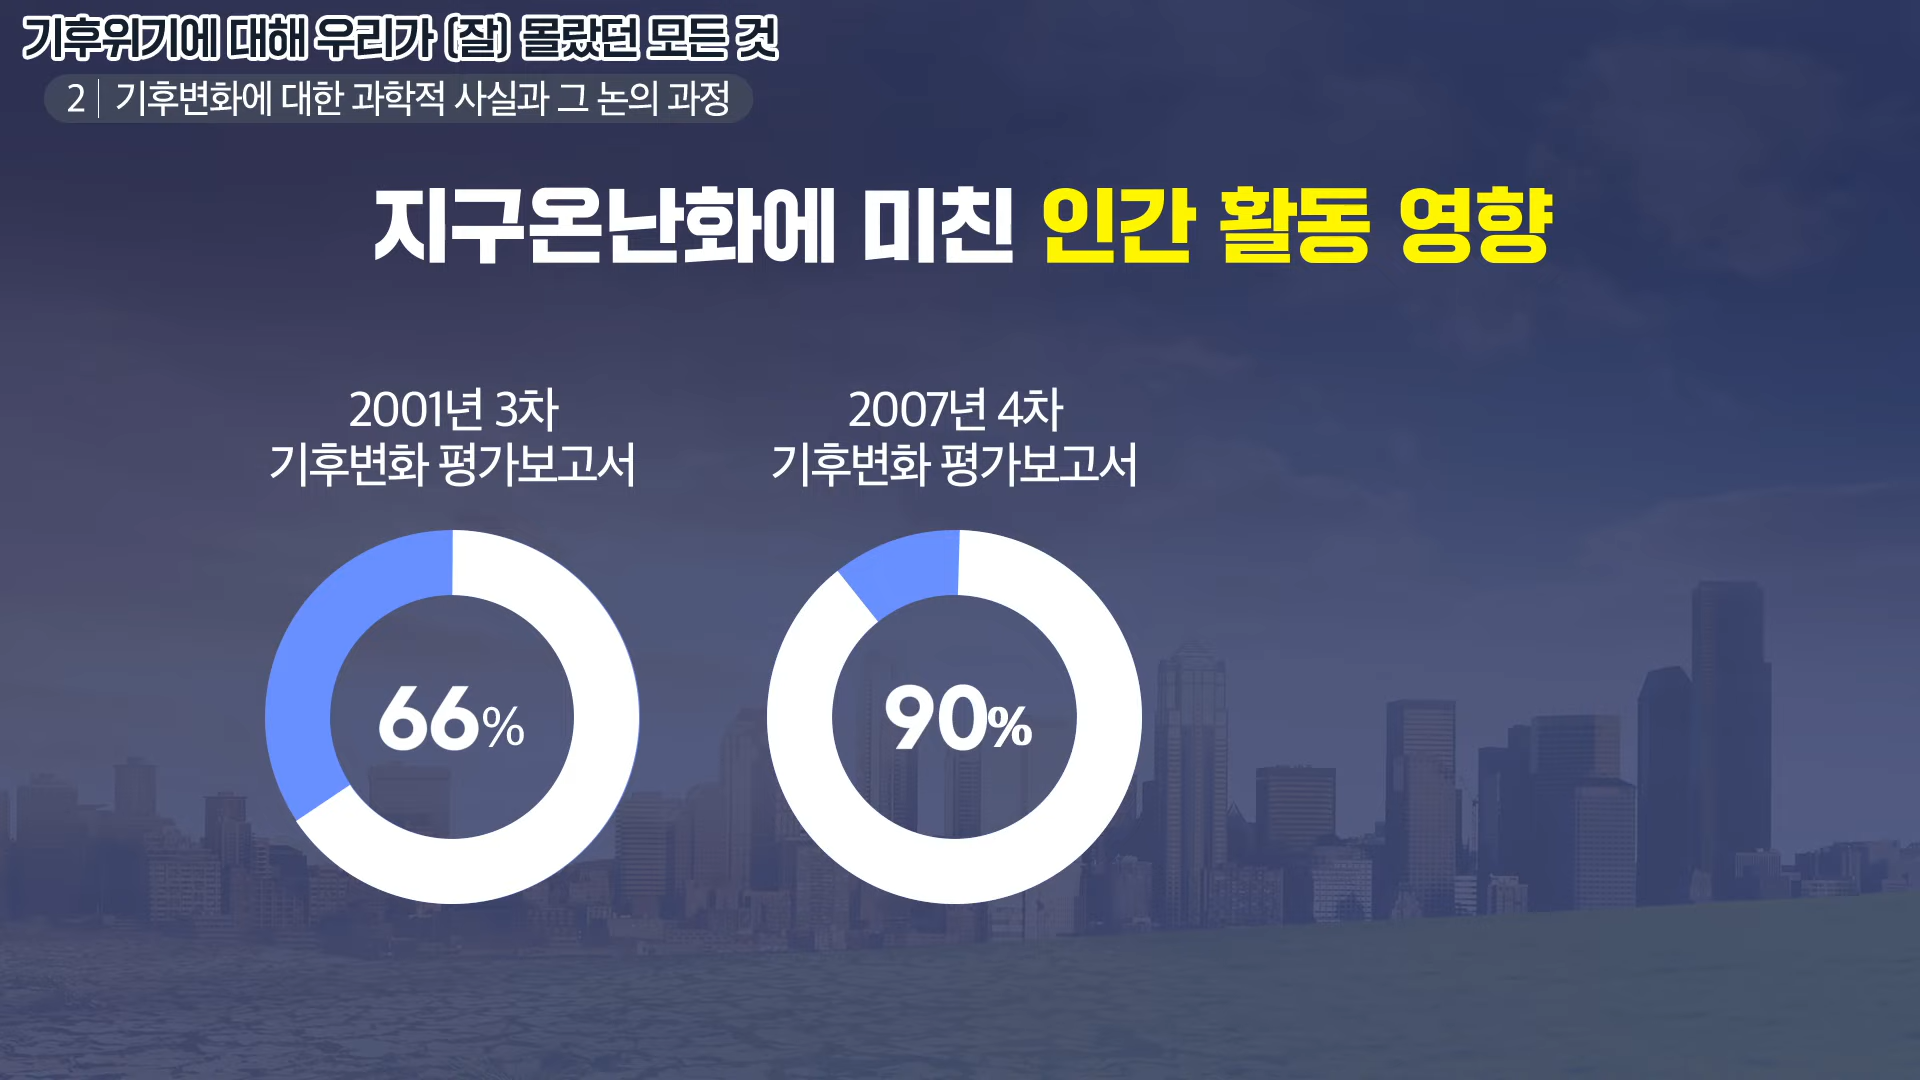 기후위기에 대해 우리가 (잘) 몰랐던 모든 것
2 | 기후변화에 대한 과학적 사실과 그 논의 과정
지구온난화에 미친 인간 활동 영향
2001년 3차
기후변화 평가보고서
2007년 4차
기후변화 평가보고서
66%
90%